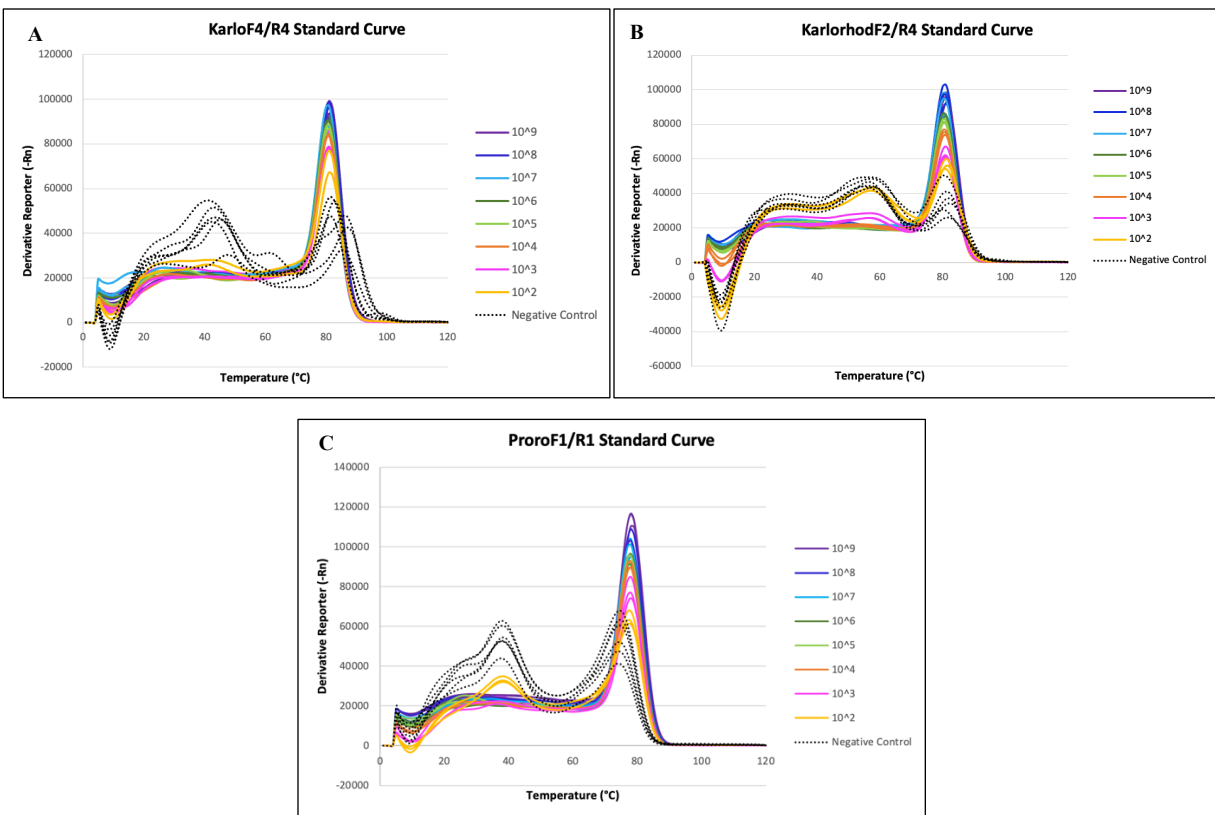 A
KarloF4/R4 Standard Curve
120000
100000
80000
60000
40000
20000
0
-20000
Derivative Reporter (-Rn)
0 20 40 60 80 100 120
Temperature (°C)
10^9
10^8
10^7
10^6
10^5
10^4
10^3
10^2
Negative Control
B
KarlorhodF2/R4 Standard Curve
120000
100000
80000
60000
40000
20000
0
-20000
-40000
-60000
Derivative Reporter (-Rn)
0 20 40 60 80 100 120
Temperature (°C)
10^9
10^8
10^7
10^6
10^5
10^4
10^3
10^2
Negative Control
C
ProroF1/R1 Standard Curve
140000
120000
100000
80000
60000
40000
20000
0
-20000
Derivative Reporter (-Rn)
0 20 40 60 80 100 120
Temperature (°C)
10^9
10^8
10^7
10^6
10^5
10^4
10^3
10^2
Negative Control